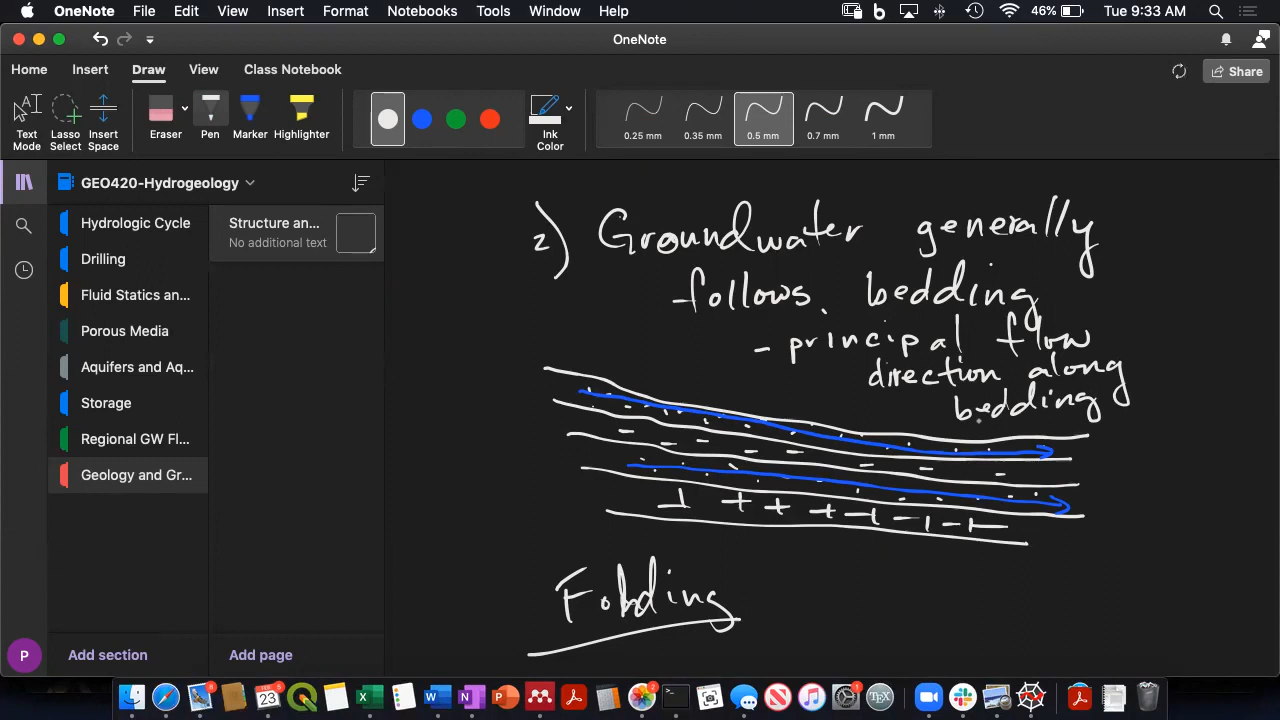 OneNote File Edit View Insert Format Notebooks Tools Window Help 46% Tue 9:33 AM
OneNote
Home Insert Draw View Class Notebook Share
Text Mode Lasso Select Insert Space Eraser Pen Marker Highlighter Ink Color 0.25 mm 0.35 mm 0.5 mm 0.7 mm 1 mm
GEO420-Hydrogeology
Hydrologic Cycle
Drilling
Fluid Statics an...
Porous Media
Aquifers and Aq...
Storage
Regional GW Fl...
Geology and Gr...
Structure an...
No additional text
2) Groundwater generally
follows bedding
- principal flow
direction along
bedding
Folding
P Add section Add page